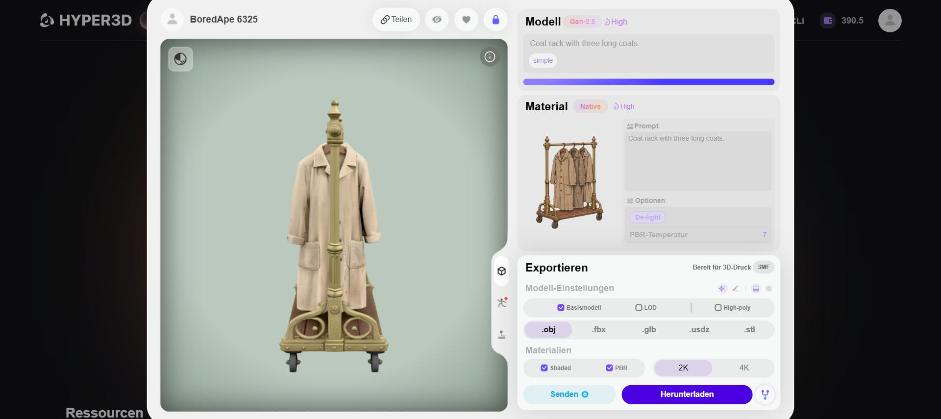 HYPER3D
BoredApe 6325
Teilen
CLI
390.5
Modell
Gen-2.5
High
Coat rack with three long coats.
simple
Material
Native
High
Prompt
Coat rack with three long coats.
Optionen
De-light
PBR-Temperatur
7
Exportieren
Bereit für 3D-Druck
3MF
Modell-Einstellungen
Basismodell
LOD
High-poly
.obj
.fbx
.glb
.usdz
.stl
Materialien
Shaded
PBR
2K
4K
Senden
Herunterladen
Ressourcen